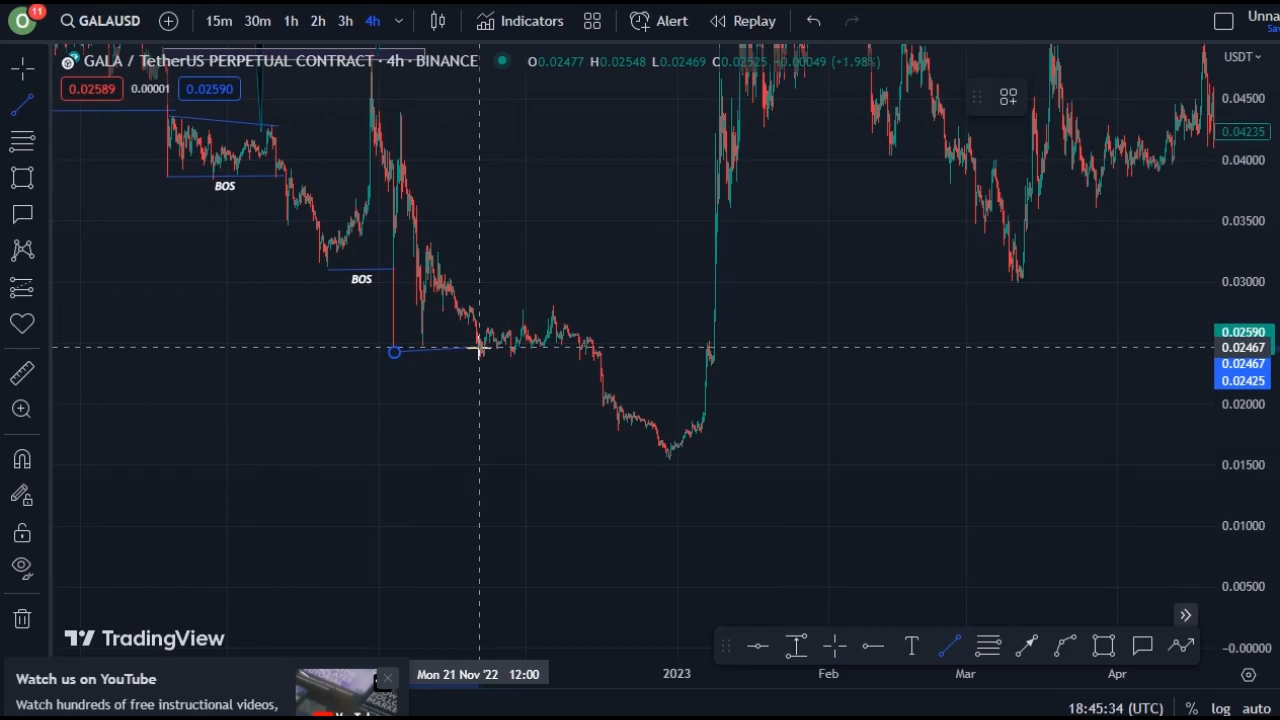 O 11 GALAUSD 15m 30m 1h 2h 3h 4h Indicators Alert Replay Unna
GALA / TetherUS PERPETUAL CONTRACT · 4h · BINANCE O0.02477 H0.02548 L0.02469 C0.02525 +0.00049 (+1.98%) USDT
0.02589 0.00001 0.02590
0.04500
0.04235
0.04000
BOS
0.03500
BOS
0.03000
0.02590
0.02467
0.02467
0.02425
0.02000
0.01500
0.01000
0.00500
TradingView
T
−0.00000
Watch us on YouTube
Mon 21 Nov '22 12:00 2023 Feb Mar Apr
Watch hundreds of free instructional videos,
18:45:34 (UTC) % log auto